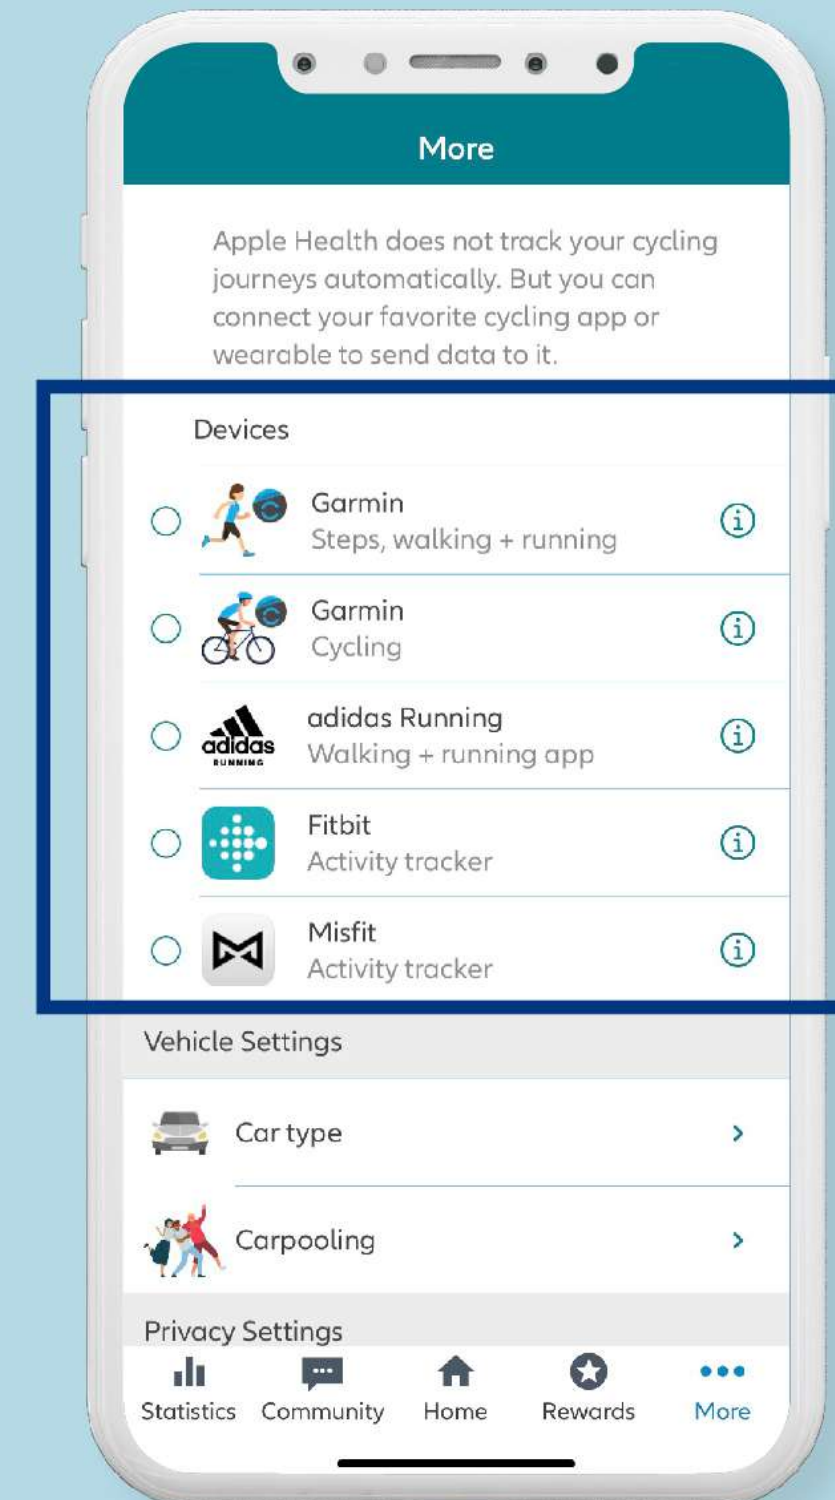 More
Apple Health does not track your cycling
journeys automatically. But you can
connect your favorite cycling app or
wearable to send data to it.
Devices
Garmin
Steps, walking + running
Garmin
Cycling
adidas
RUNNING
adidas Running
Walking + running app
Fitbit
Activity tracker
Misfit
Activity tracker
Vehicle Settings
Car type
Carpooling
Privacy Settings
Statistics Community Home Rewards More